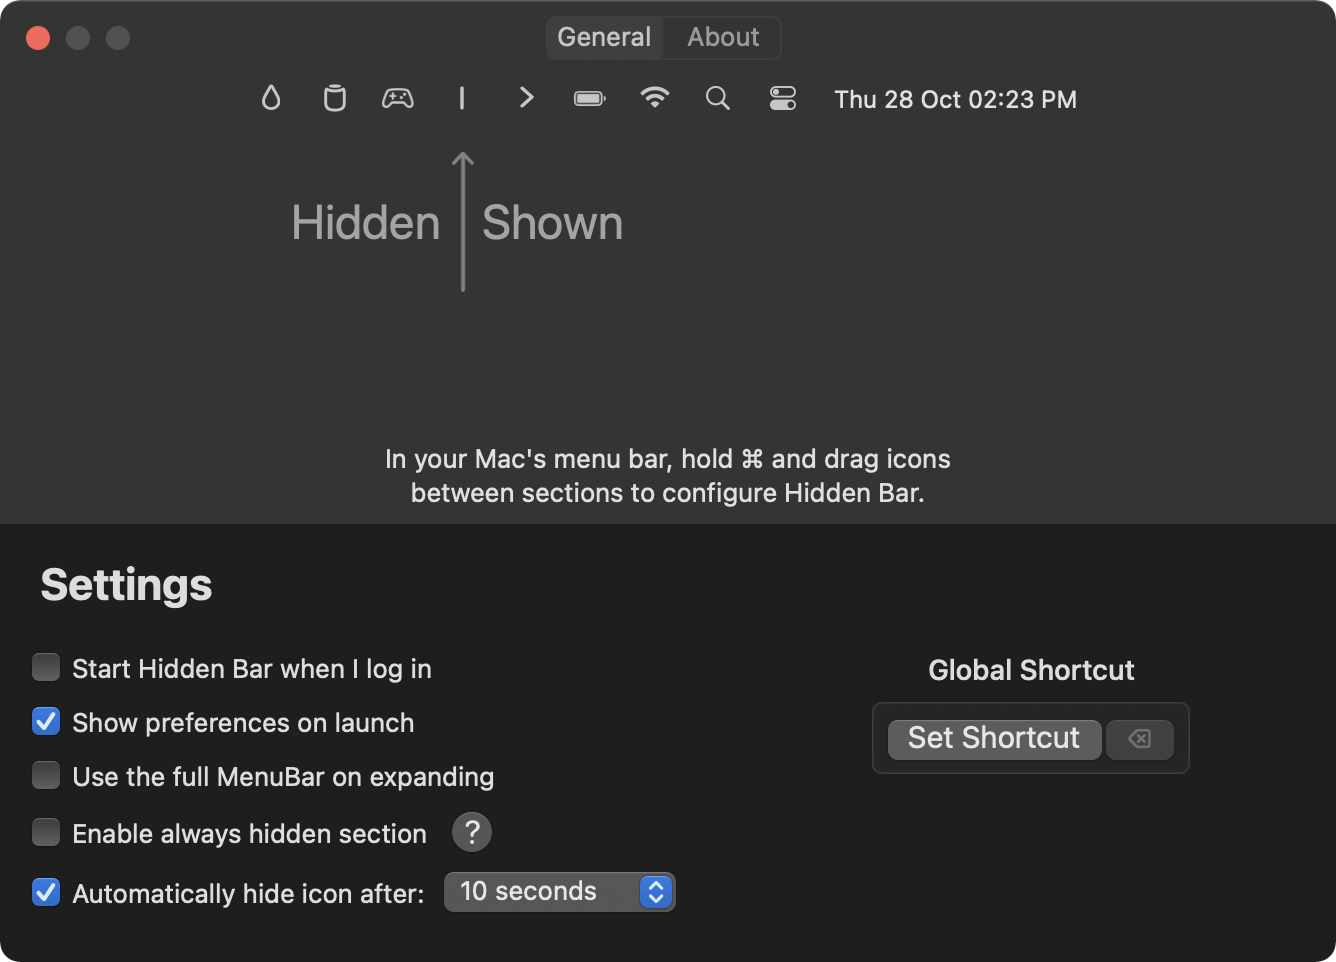 General About
Thu 28 Oct 02:23 PM
Hidden Shown
In your Mac's menu bar, hold ⌘ and drag icons
between sections to configure Hidden Bar.
Settings
Start Hidden Bar when I log in
Show preferences on launch
Use the full MenuBar on expanding
Enable always hidden section ?
Automatically hide icon after: 10 seconds
Global Shortcut
Set Shortcut